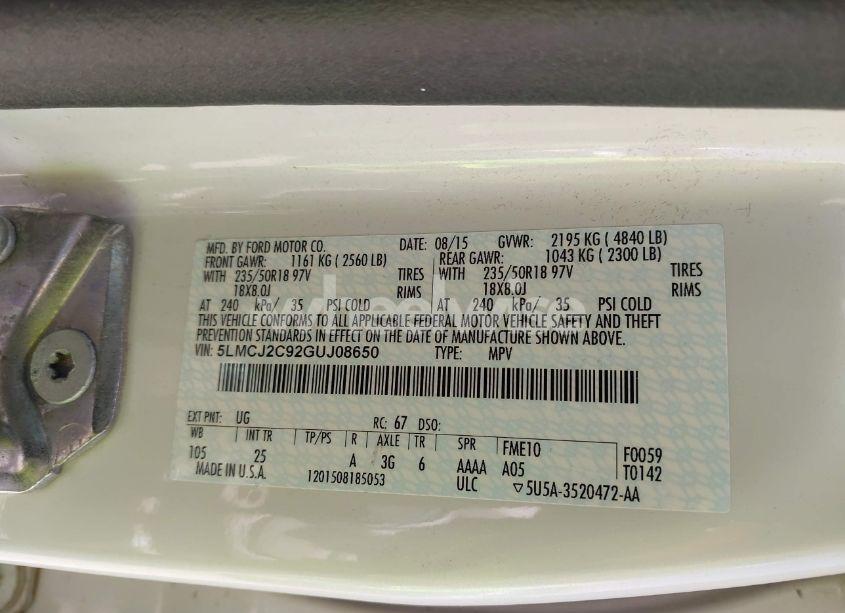 MFD. BY FORD MOTOR CO. DATE: 08/15 GVWR: 2195 KG ( 4840 LB)
FRONT GAWR: 1161 KG ( 2560 LB) REAR GAWR: 1043 KG ( 2300 LB)
WITH 235/50R18 97V TIRES WITH 235/50R18 97V TIRES
18X8.0J RIMS 18X8.0J RIMS
AT 240 kPa/ 35 PSI COLD AT 240 kPa/ 35 PSI COLD
THIS VEHICLE CONFORMS TO ALL APPLICABLE FEDERAL MOTOR VEHICLE SAFETY AND THEFT
PREVENTION STANDARDS IN EFFECT ON THE DATE OF MANUFACTURE SHOWN ABOVE.
VIN: 5LMCJ2C92GUJ08650 TYPE: MPV
EXT PNT: UG RC: 67 DSO:
WB INT TR TP/PS R AXLE TR SPR FME10 F0059
105 25 A 3G 6 AAAA A05 T0142
MADE IN U.S.A. 1201508185053 ULC ▽5U5A-3520472-AA